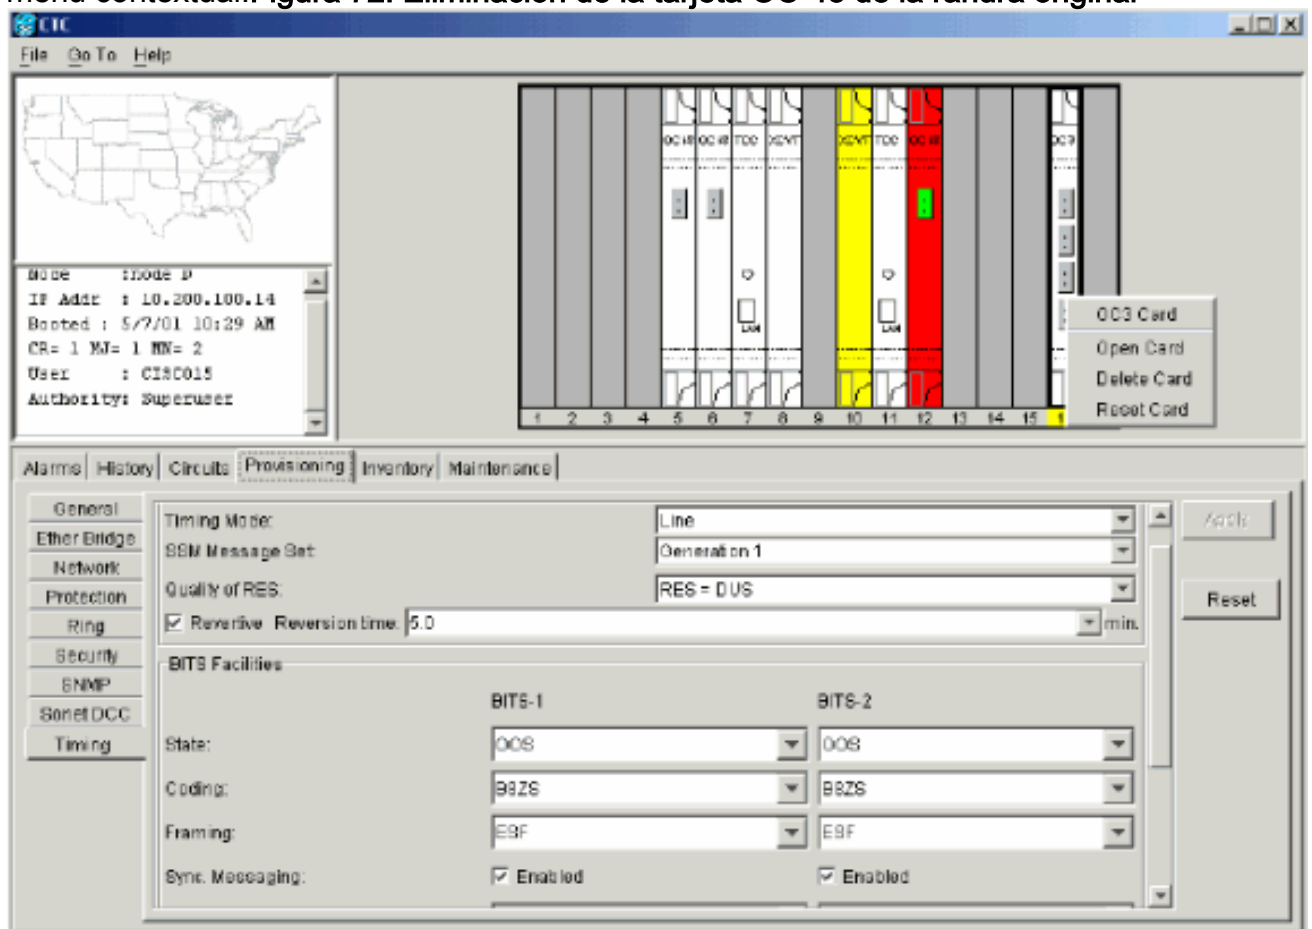 CTC
File Go To Help
IP Addr : 10.200.100.14
Booted : 5/7/01 10:29 AM
CR= 1 MJ= 1 MN= 2
User : CISCO15
Authority: Superuser
TCC XCVT XCVT TCC
LAN LAN
1 2 3 4 5 6 7 8 9 10 11 12 13 14 15
OC3 Card
Open Card
Delete Card
Reset Card
Alarms History Circuits Provisioning Inventory Maintenance
General
Ether Bridge
Network
Protection
Ring
Security
SNMP
Sonet DCC
Timing
Timing Mode: Line
SSM Message Set: Generation 1
Quality of RES: RES = DUS
Revertive Reversion time: 5.0 min.
BITS Facilities
BITS-1 BITS-2
State: OOS OOS
Coding: B8ZS B8ZS
Framing: ESF ESF
Sync. Messaging: Enabled Enabled
Apply
Reset